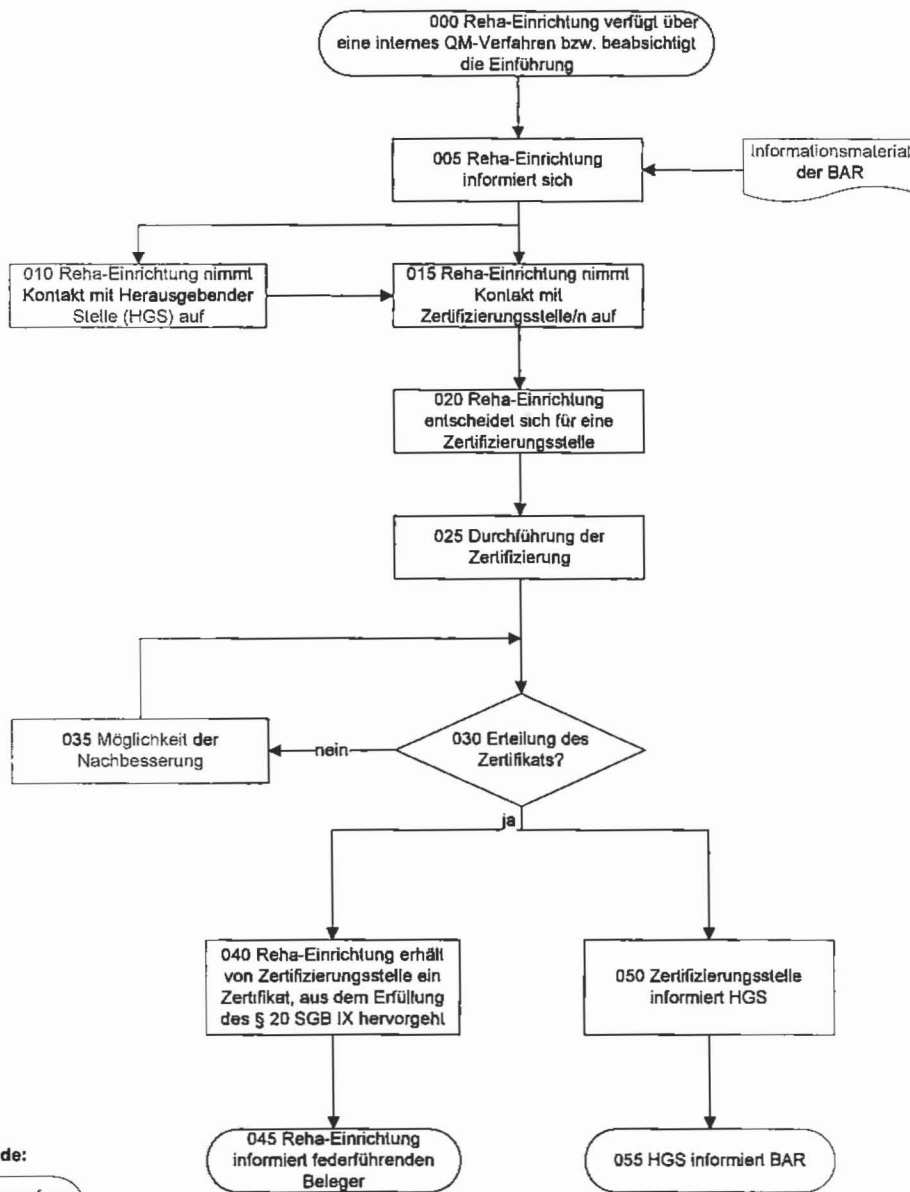 000 Reha-Einrichtung verfügt über
eine internes QM-Verfahren bzw. beabsichtigt
die Einführung
005 Reha-Einrichtung
informiert sich
Informationsmaterial
der BAR
010 Reha-Einrichtung nimmt
Kontakt mit Herausgebender
Stelle (HGS) auf
015 Reha-Einrichtung nimmt
Kontakt mit
Zertifizierungsstelle/n auf
020 Reha-Einrichtung
entscheidet sich für eine
Zertifizierungsstelle
025 Durchführung der
Zertifizierung
030 Erteilung des
Zertifikats?
nein
035 Möglichkeit der
Nachbesserung
ja
040 Reha-Einrichtung erhält
von Zertifizierungsstelle ein
Zertifikat, aus dem Erfüllung
des § 20 SGB IX hervorgeht
050 Zertifizierungsstelle
informiert HGS
045 Reha-Einrichtung
informiert federführenden
Beleger
055 HGS informiert BAR
de: